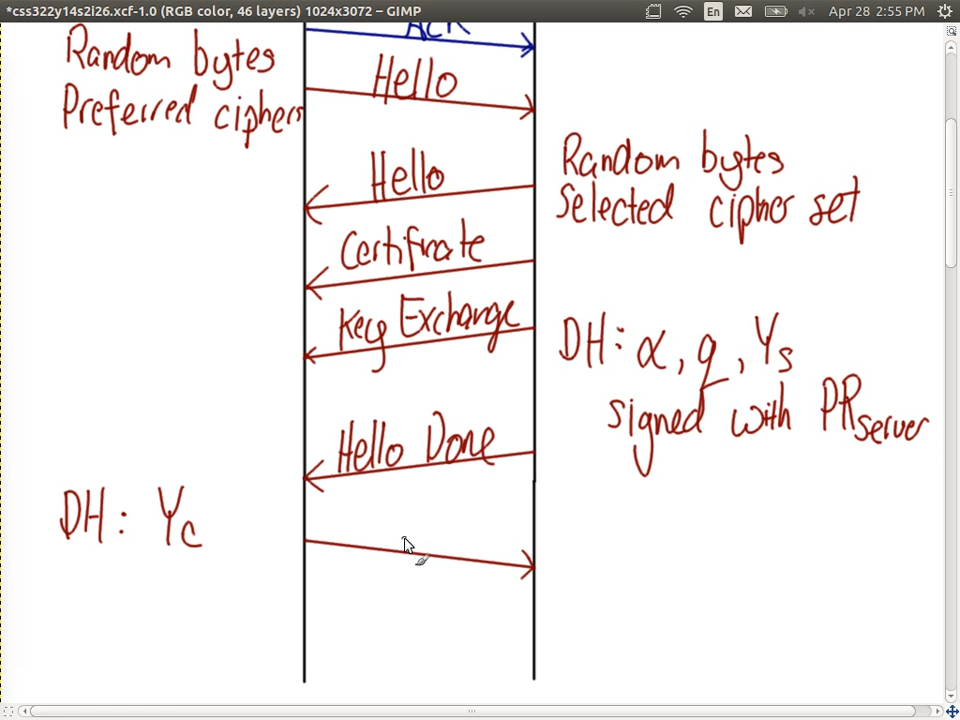 *css322y14s2i26.xcf-1.0 (RGB color, 46 layers) 1024x3072 – GIMP
En
Apr 28 2:55 PM
ACK
Random bytes
Preferred ciphers
Hello
Hello
Random bytes
Selected cipher set
Certificate
Key Exchange
DH: α, q, Ys
signed with PRserver
Hello Done
DH: Yc